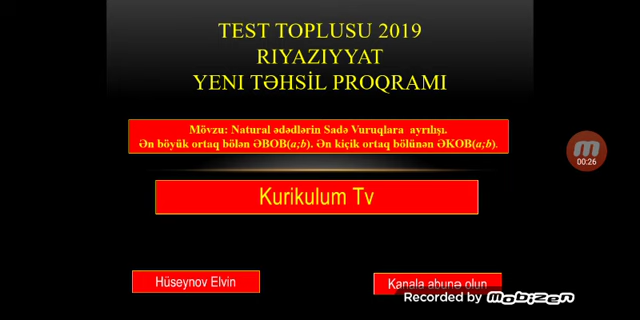 TEST TOPLUSU 2019
RIYAZIYYAT
YENI TƏHSİL PROQRAMI
Mövzu: Natural ədədlərin Sadə Vuruqlara ayrılışı.
Ən böyük ortaq bölən ƏBOB(a;b). Ən kiçik ortaq bölünən ƏKOB(a;b).
00:26
Kurikulum Tv
Hüseynov Elvin
Kanala abunə olun
Recorded by mobizen